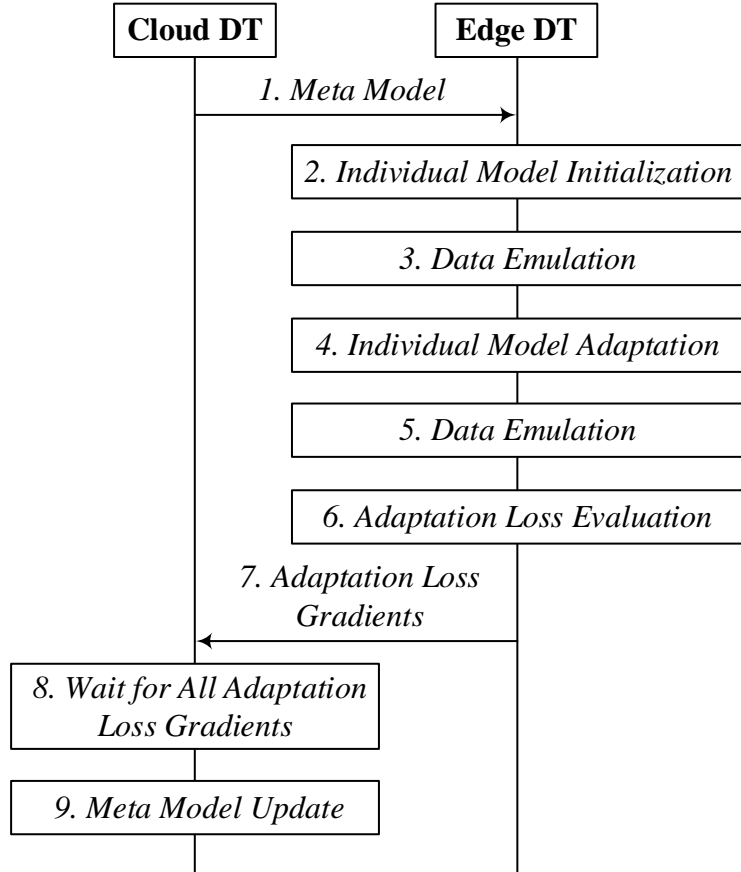 Cloud DT
Edge DT
1. Meta Model
2. Individual Model Initialization
3. Data Emulation
4. Individual Model Adaptation
5. Data Emulation
6. Adaptation Loss Evaluation
7. Adaptation Loss
Gradients
8. Wait for All Adaptation
Loss Gradients
9. Meta Model Update